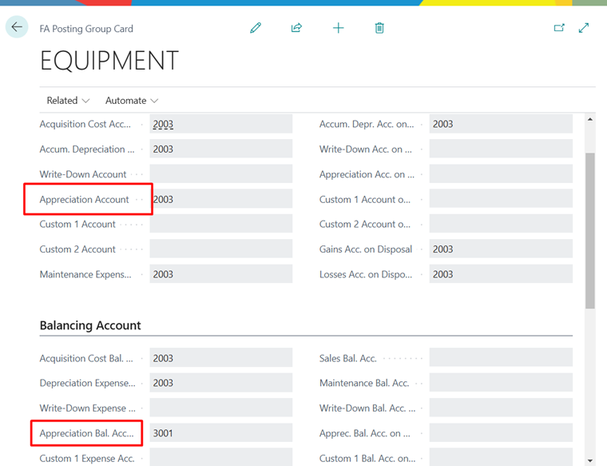 FA Posting Group Card
EQUIPMENT
Related Automate
Acquisition Cost Acc... 2003 Accum. Depr. Acc. on... 2003
Accum. Depreciation ... 2003 Write-Down Acc. on ...
Write-Down Account Appreciation Acc. on ...
Appreciation Account 2003 Custom 1 Account o...
Custom 1 Account Custom 2 Account o...
Custom 2 Account Gains Acc. on Disposal 2003
Maintenance Expens... 2003 Losses Acc. on Dispo... 2003
Balancing Account
Acquisition Cost Bal. ... 2003 Sales Bal. Acc.
Depreciation Expense... 2003 Maintenance Bal. Acc.
Write-Down Expense ... Write-Down Bal. Acc. ...
Appreciation Bal. Acc... 3001 Apprec. Bal. Acc. on ...
Custom 1 Expense Acc. Custom 1 Bal. Acc. on...